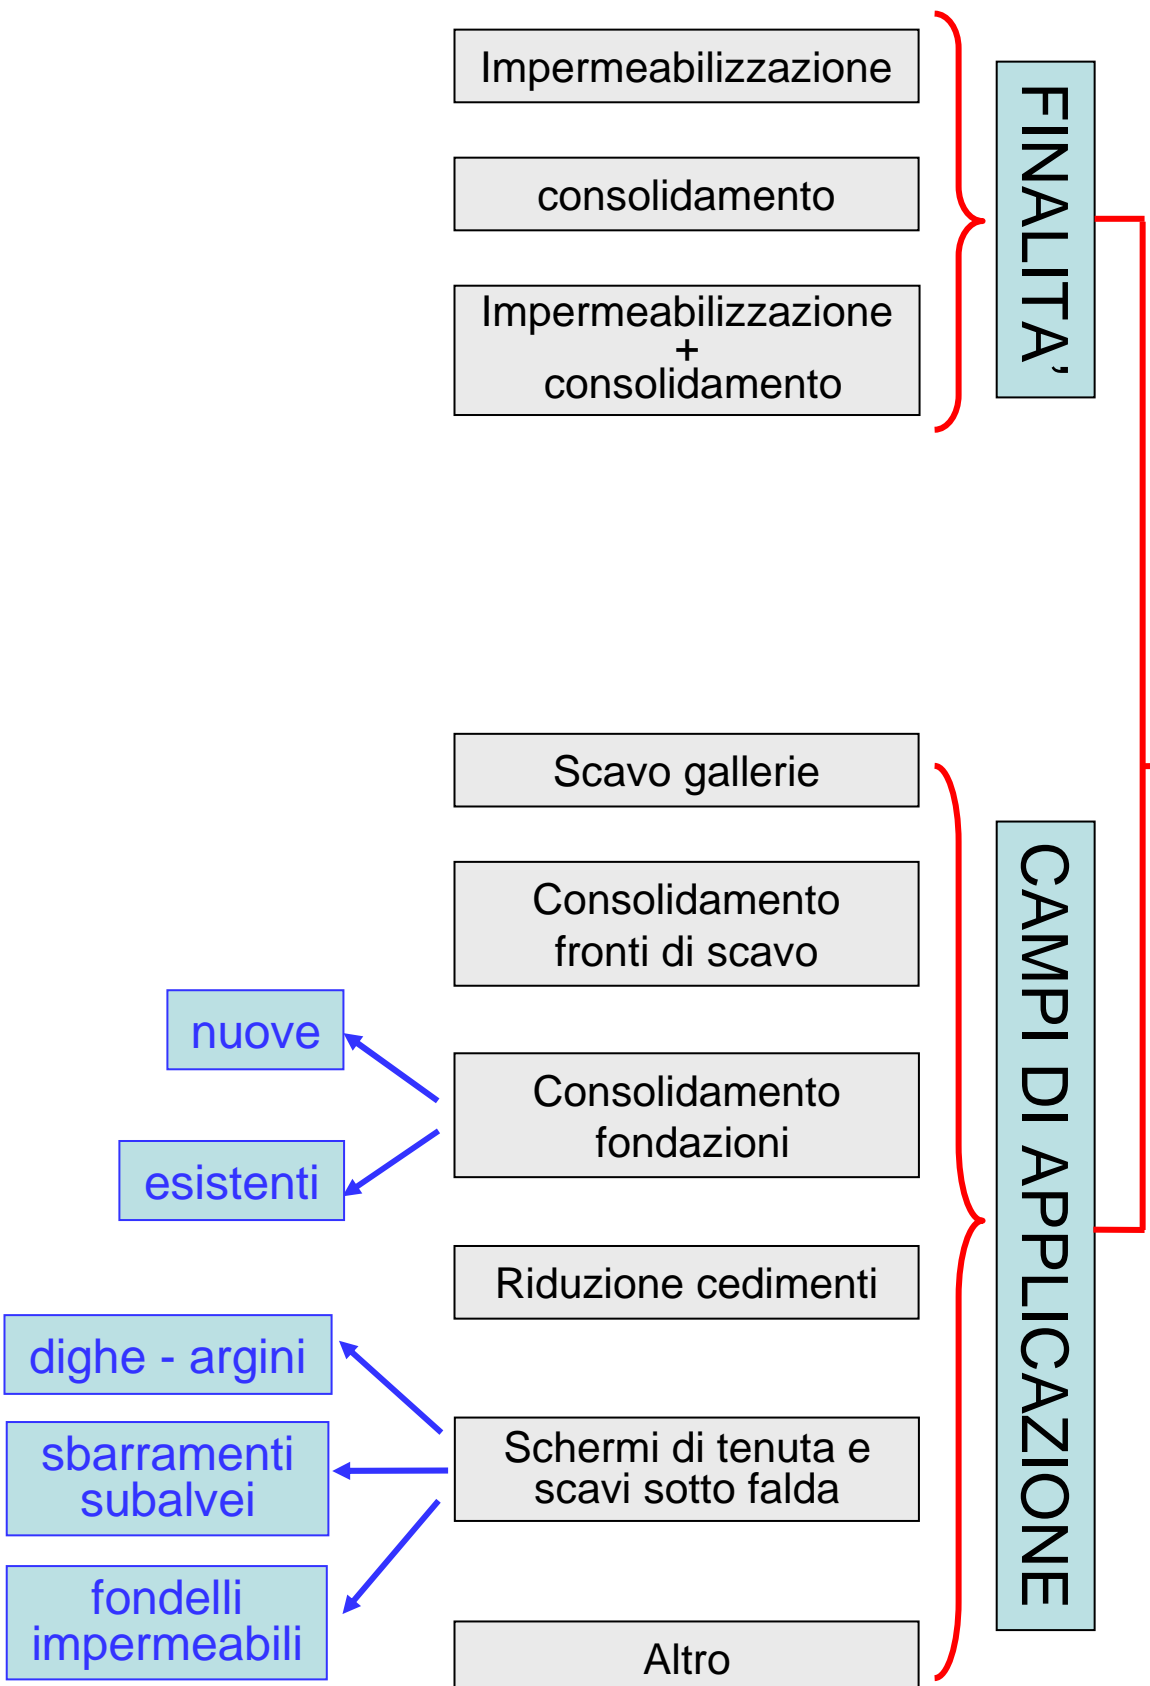 Impermeabilizzazione
consolidamento
Impermeabilizzazione
+
consolidamento
FINALITA’
Scavo gallerie
Consolidamento
fronti di scavo
Consolidamento
fondazioni
nuove
esistenti
Riduzione cedimenti
Schermi di tenuta e
scavi sotto falda
dighe - argini
sbarramenti
subalvei
fondelli
impermeabili
Altro
CAMPI DI APPLICAZIONE